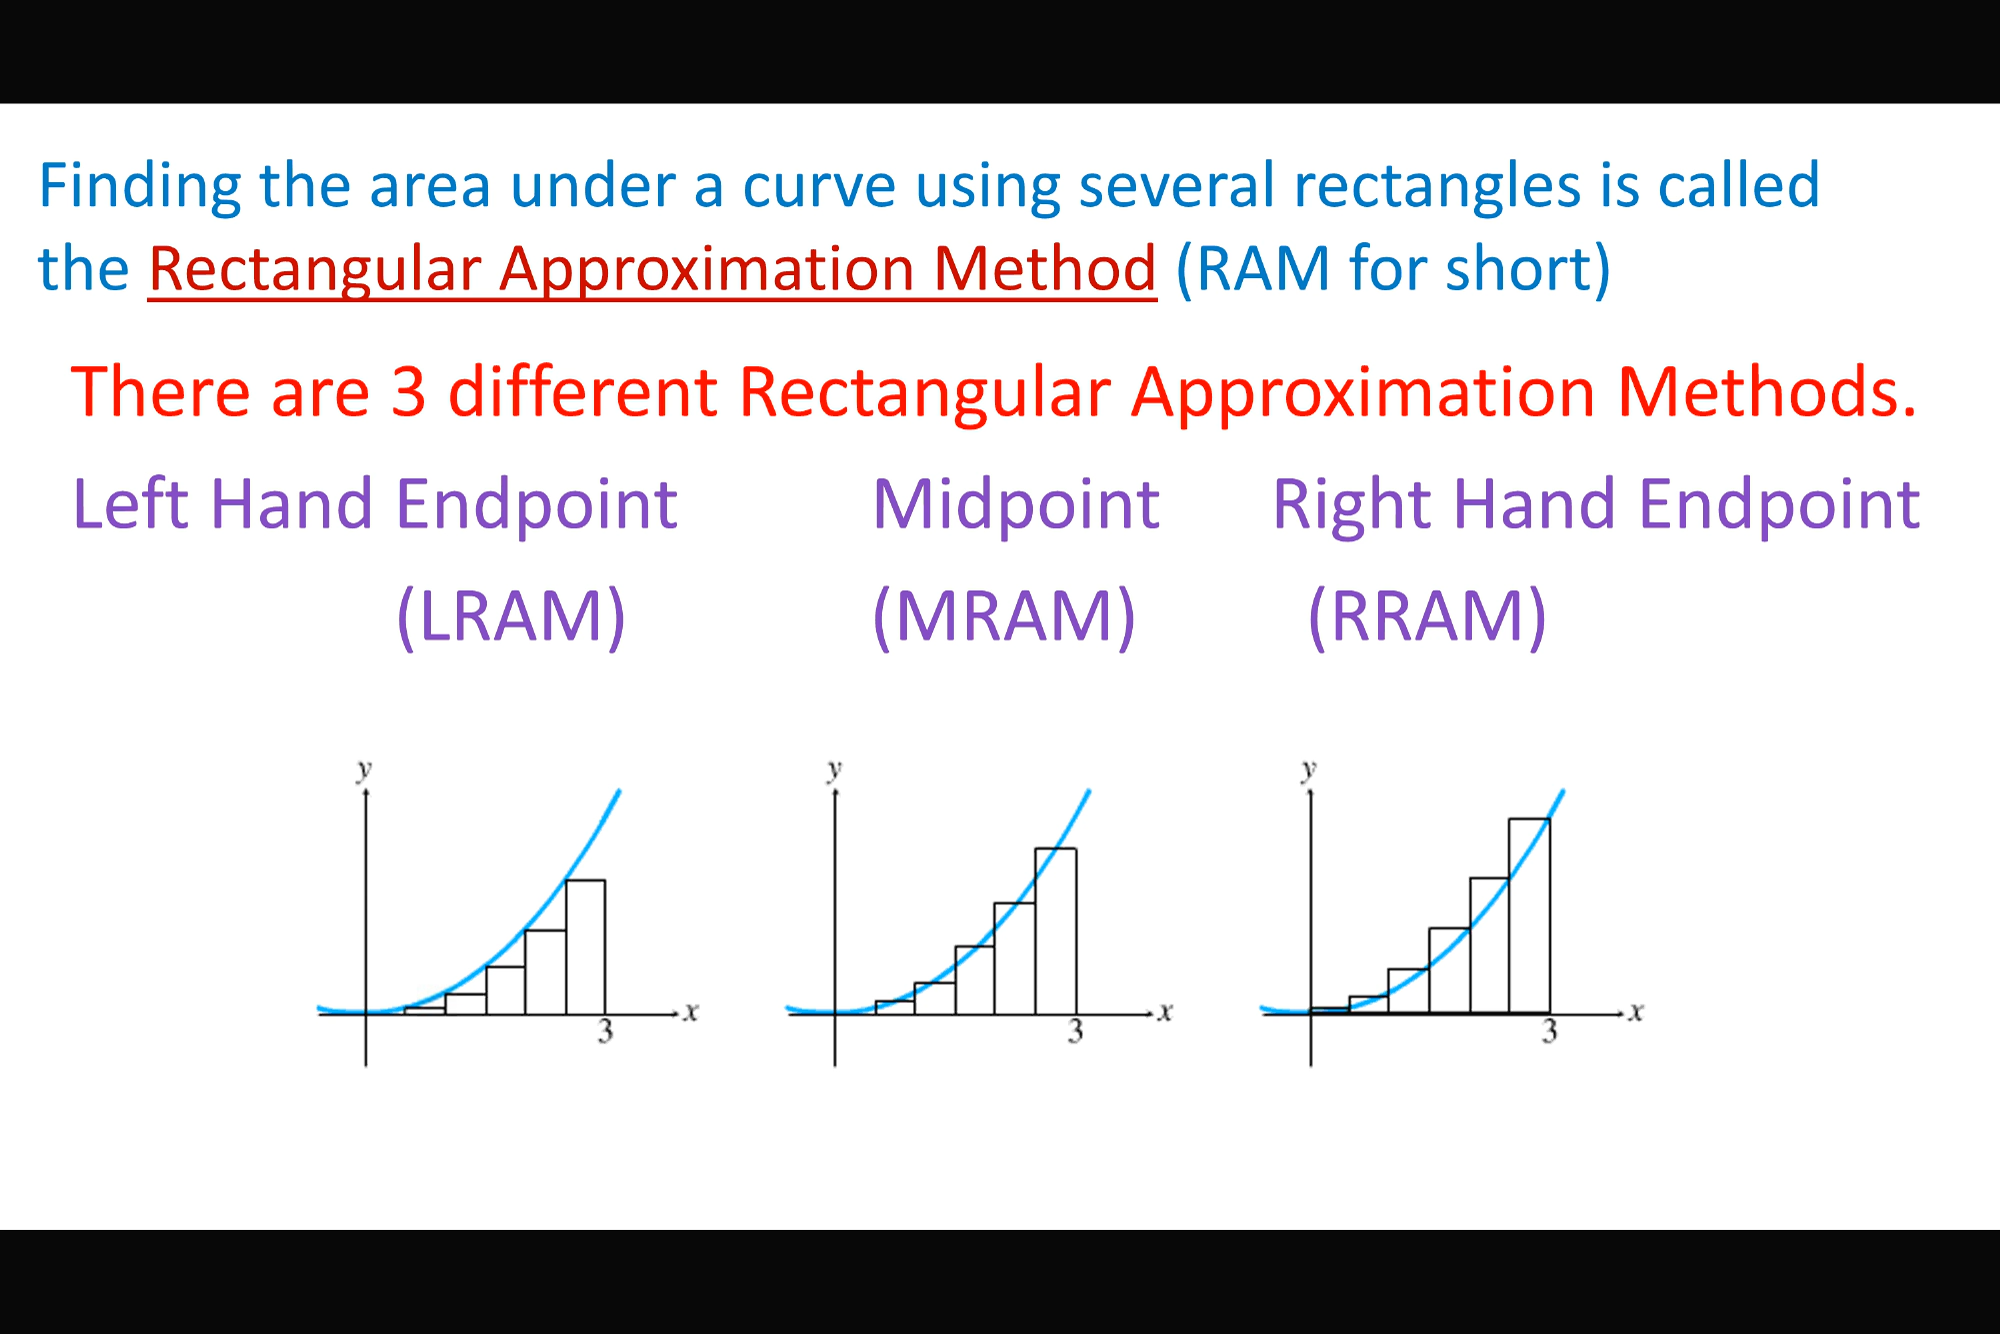 Finding the area under a curve using several rectangles is called
the Rectangular Approximation Method (RAM for short)
There are 3 different Rectangular Approximation Methods.
Left Hand Endpoint Midpoint Right Hand Endpoint
(LRAM) (MRAM) (RRAM)
y y y
x x x
3 3 3